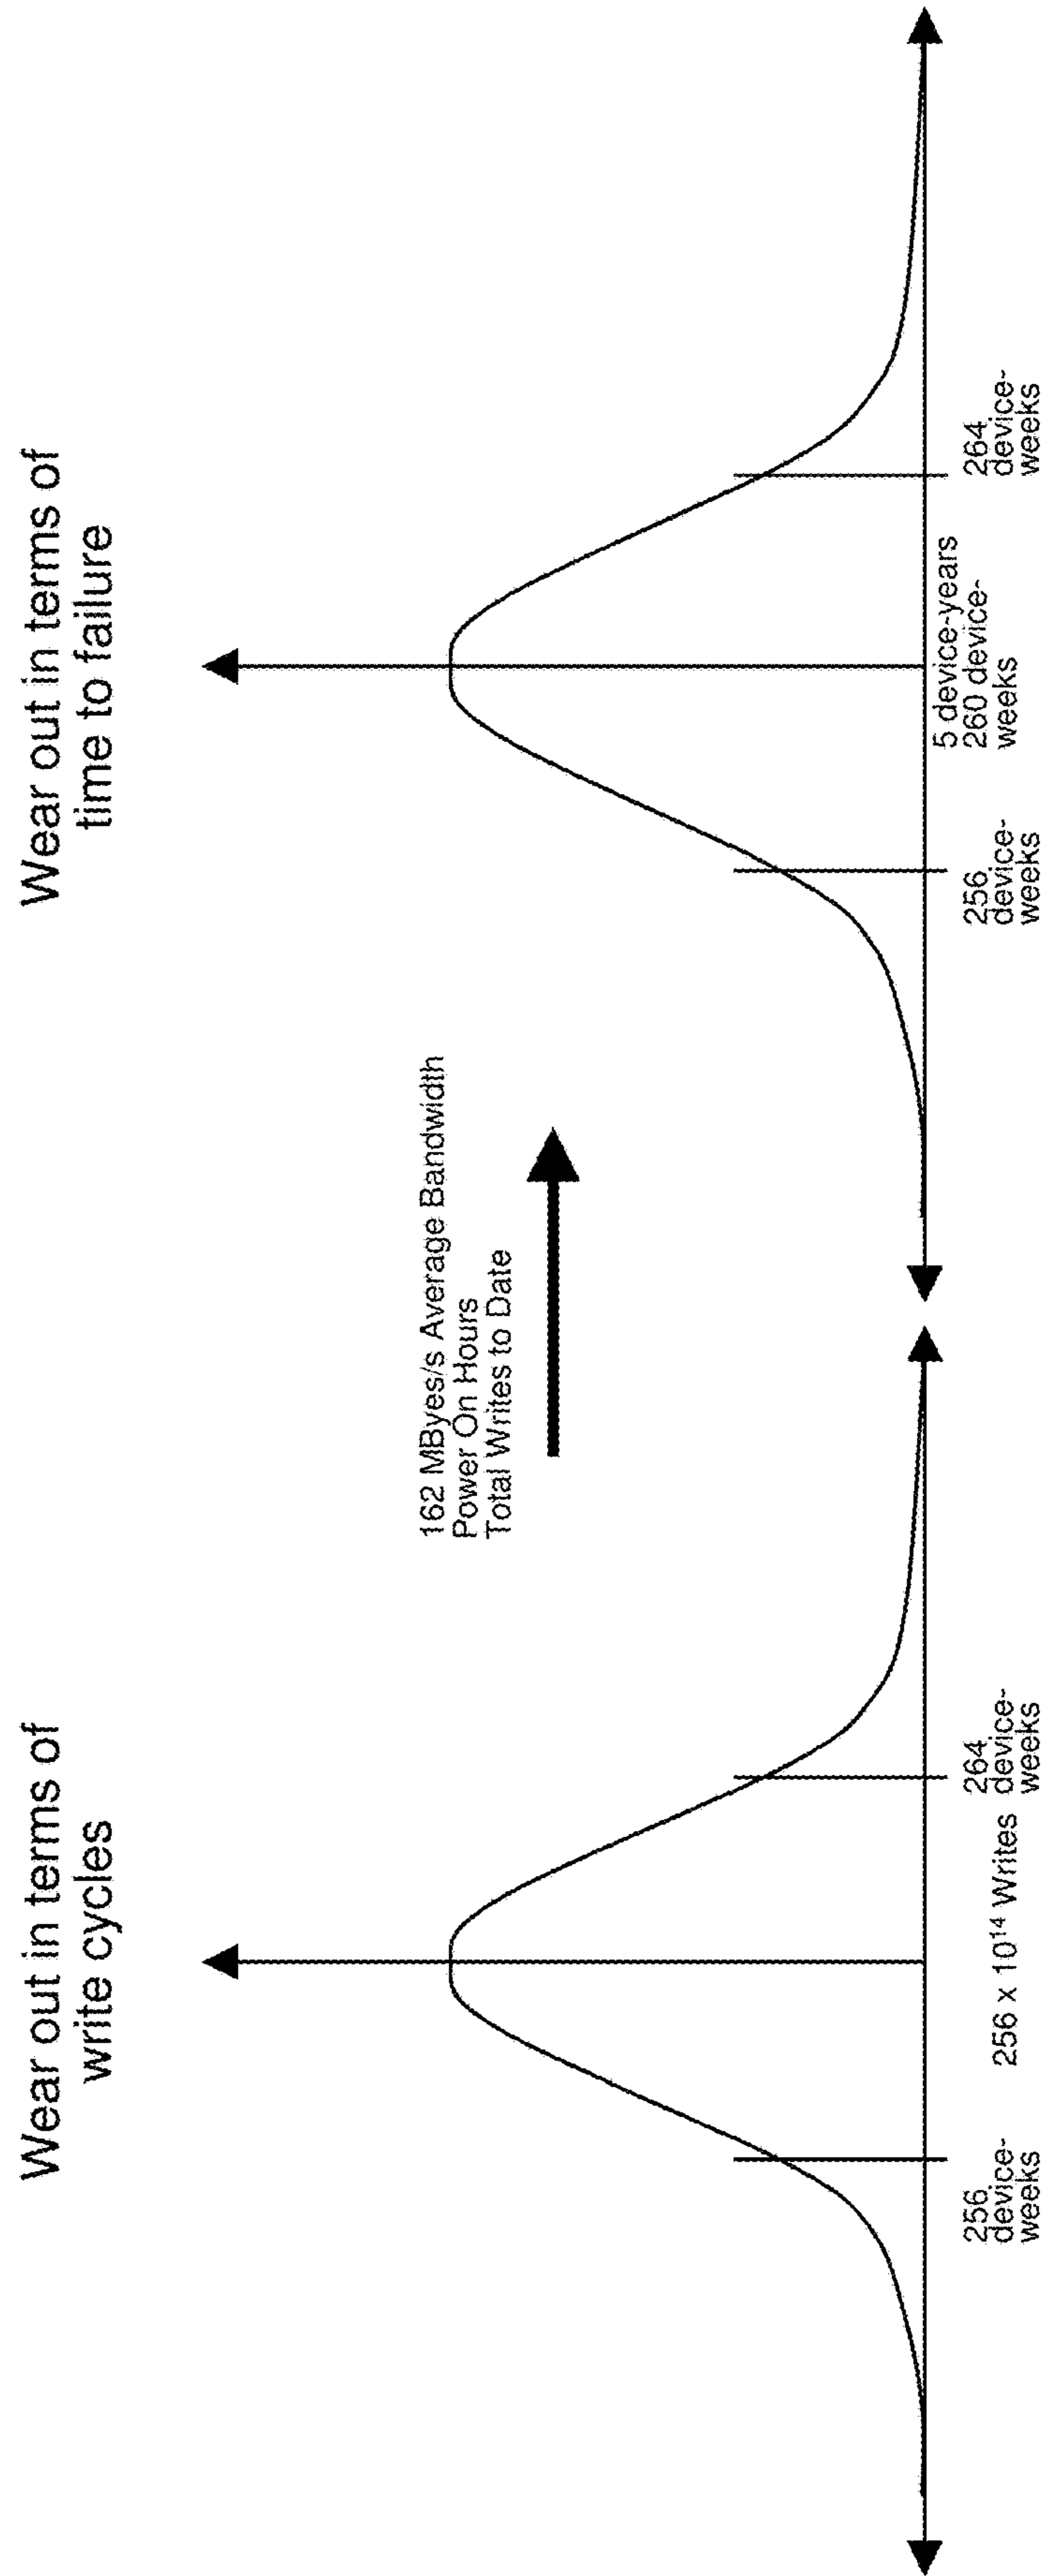 Wear out in terms of
write cycles
256
device-
weeks
256 x 10¹⁴ Writes
264
device-
weeks
162 MByes/s Average Bandwidth
Power On Hours
Total Writes to Date
Wear out in terms of
time to failure
256
device-
weeks
5 device-years
260 device-
weeks
264
device-
weeks